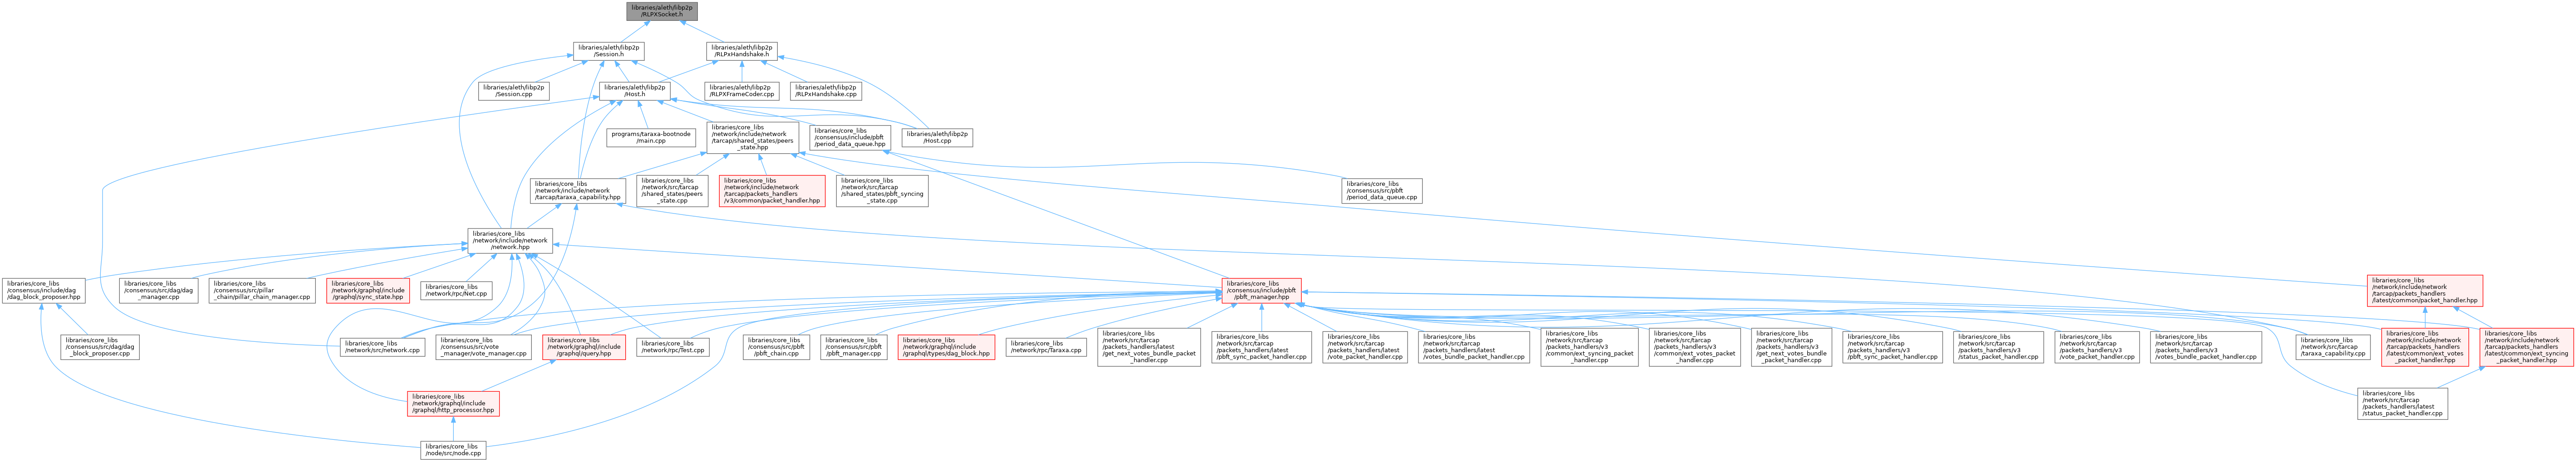 libraries/aleth/libp2p
/RLPXSocket.h
libraries/aleth/libp2p
/Session.h
libraries/aleth/libp2p
/RLPxHandshake.h
libraries/aleth/libp2p
/Session.cpp
libraries/aleth/libp2p
/Host.h
libraries/aleth/libp2p
/RLPXFrameCoder.cpp
libraries/aleth/libp2p
/RLPxHandshake.cpp
programs/taraxa-bootnode
/main.cpp
libraries/core_libs
/network/include/network
/tarcap/shared_states/peers
_state.hpp
libraries/core_libs
/consensus/include/pbft
/period_data_queue.hpp
libraries/aleth/libp2p
/Host.cpp
libraries/core_libs
/network/include/network
/tarcap/taraxa_capability.hpp
libraries/core_libs
/network/src/tarcap
/shared_states/peers
_state.cpp
libraries/core_libs
/network/include/network
/tarcap/packets_handlers
/v3/common/packet_handler.hpp
libraries/core_libs
/network/src/tarcap
/shared_states/pbft_syncing
_state.cpp
libraries/core_libs
/consensus/src/pbft
/period_data_queue.cpp
libraries/core_libs
/network/include/network
/network.hpp
libraries/core_libs
/consensus/include/dag
/dag_block_proposer.hpp
libraries/core_libs
/consensus/src/dag/dag
_manager.cpp
libraries/core_libs
/consensus/src/pillar
_chain/pillar_chain_manager.cpp
libraries/core_libs
/network/graphql/include
/graphql/sync_state.hpp
libraries/core_libs
/network/rpc/Net.cpp
libraries/core_libs
/consensus/include/pbft
/pbft_manager.hpp
libraries/core_libs
/network/include/network
/tarcap/packets_handlers
/latest/common/packet_handler.hpp
libraries/core_libs
/consensus/src/dag/dag
_block_proposer.cpp
libraries/core_libs
/network/src/network.cpp
libraries/core_libs
/consensus/src/vote
_manager/vote_manager.cpp
libraries/core_libs
/network/graphql/include
/graphql/query.hpp
libraries/core_libs
/network/rpc/Test.cpp
libraries/core_libs
/consensus/src/pbft
/pbft_chain.cpp
libraries/core_libs
/consensus/src/pbft
/pbft_manager.cpp
libraries/core_libs
/network/graphql/include
/graphql/types/dag_block.hpp
libraries/core_libs
/network/rpc/Taraxa.cpp
libraries/core_libs
/network/src/tarcap
/packets_handlers/latest
/get_next_votes_bundle_packet
_handler.cpp
libraries/core_libs
/network/src/tarcap
/packets_handlers/latest
/pbft_sync_packet_handler.cpp
libraries/core_libs
/network/src/tarcap
/packets_handlers/latest
/vote_packet_handler.cpp
libraries/core_libs
/network/src/tarcap
/packets_handlers/latest
/votes_bundle_packet_handler.cpp
libraries/core_libs
/network/src/tarcap
/packets_handlers/v3
/common/ext_syncing_packet
_handler.cpp
libraries/core_libs
/network/src/tarcap
/packets_handlers/v3
/common/ext_votes_packet
_handler.cpp
libraries/core_libs
/network/src/tarcap
/packets_handlers/v3
/get_next_votes_bundle
_packet_handler.cpp
libraries/core_libs
/network/src/tarcap
/packets_handlers/v3
/pbft_sync_packet_handler.cpp
libraries/core_libs
/network/src/tarcap
/packets_handlers/v3
/status_packet_handler.cpp
libraries/core_libs
/network/src/tarcap
/packets_handlers/v3
/vote_packet_handler.cpp
libraries/core_libs
/network/src/tarcap
/packets_handlers/v3
/votes_bundle_packet_handler.cpp
libraries/core_libs
/network/src/tarcap
/taraxa_capability.cpp
libraries/core_libs
/network/include/network
/tarcap/packets_handlers
/latest/common/ext_votes
_packet_handler.hpp
libraries/core_libs
/network/include/network
/tarcap/packets_handlers
/latest/common/ext_syncing
_packet_handler.hpp
libraries/core_libs
/network/graphql/include
/graphql/http_processor.hpp
libraries/core_libs
/network/src/tarcap
/packets_handlers/latest
/status_packet_handler.cpp
libraries/core_libs
/node/src/node.cpp